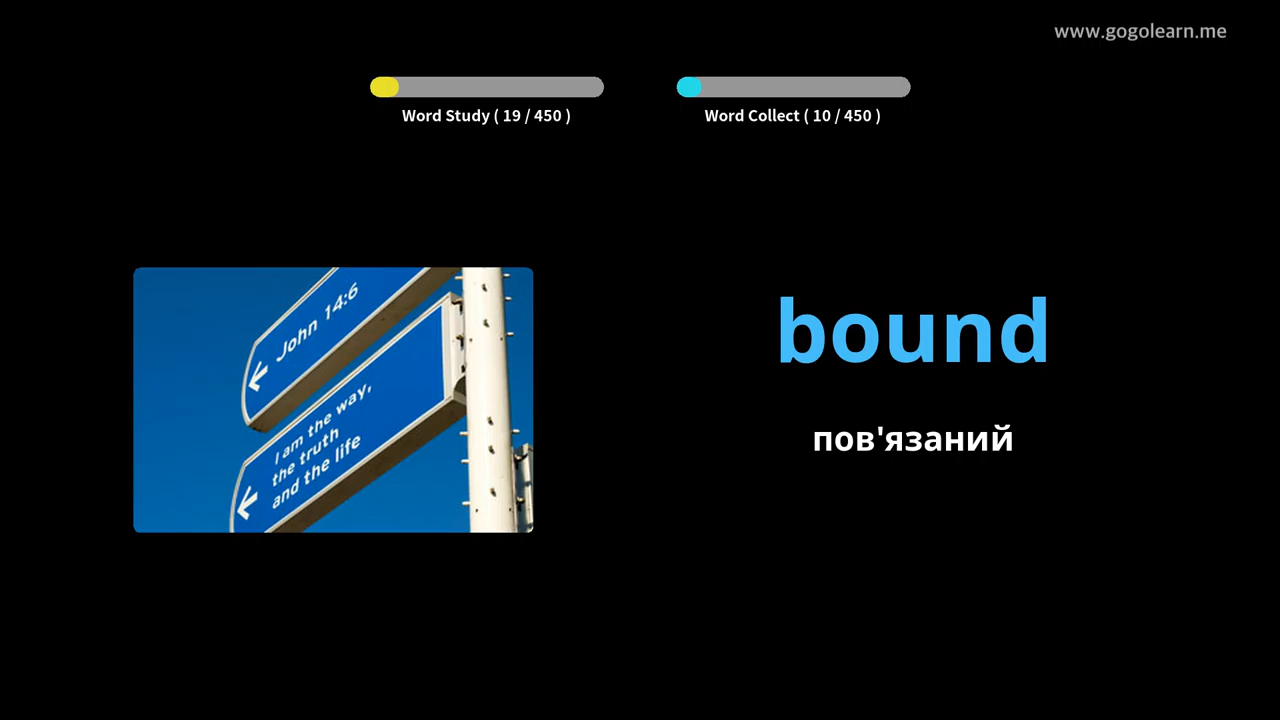 www.gogolearn.me
Word Study ( 19 / 450 )
Word Collect ( 10 / 450 )
John 14:6
I am the way,
the truth
and the life
bound
пов'язаний